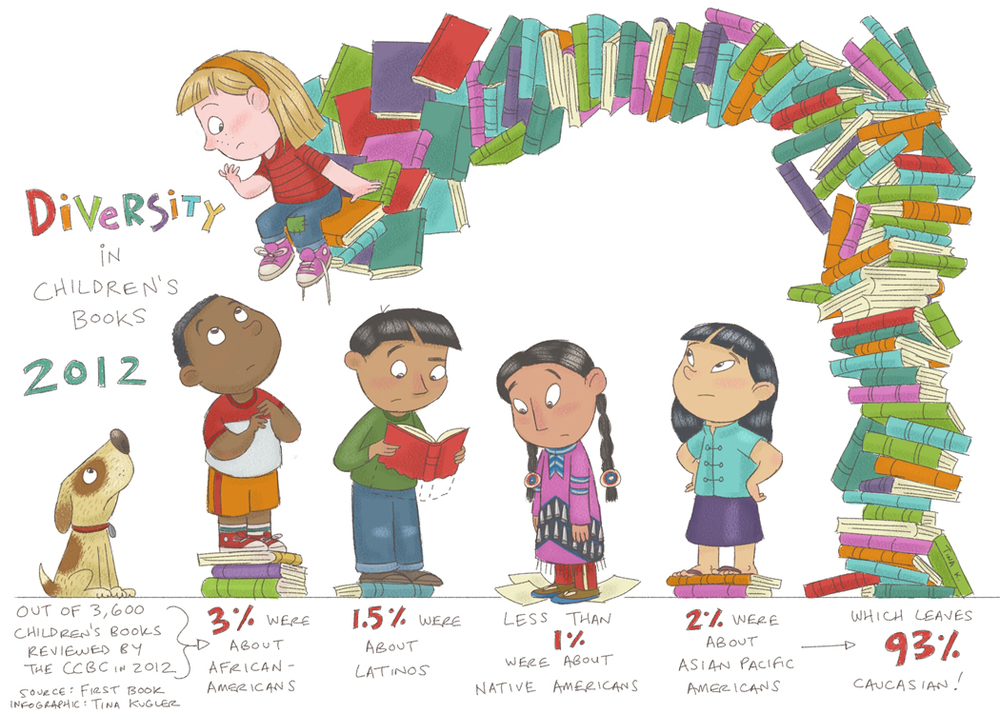 DiVeRSiTY
iN
CHILDREN'S
BOOKS
2012
OUT OF 3,600
CHILDREN'S BOOKS
REVIEWED BY
THE CCBC IN 2012
SOURCE: FIRST BOOK
INFOGRAPHIC: TINA KUGLER
3% WERE
ABOUT
AFRICAN-
AMERICANS
1.5% WERE
ABOUT
LATINOS
LESS THAN
1%
WERE ABOUT
NATIVE AMERICANS
2% WERE
ABOUT
ASIAN PACIFIC
AMERICANS
WHICH LEAVES
93%
CAUCASIAN!
TINA K.